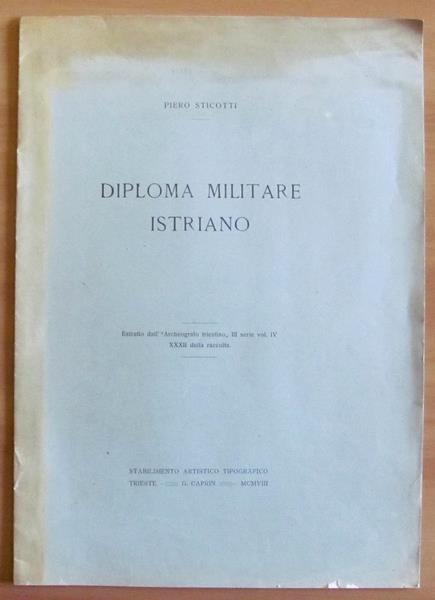 PIERO STICOTTI
DIPLOMA MILITARE
ISTRIANO
Estratto dall' "Archeografo triestino„ III serie vol. IV
XXXII della raccolta.
STABILIMENTO ARTISTICO TIPOGRAFICO
TRIESTE G. CAPRIN MCMVIII